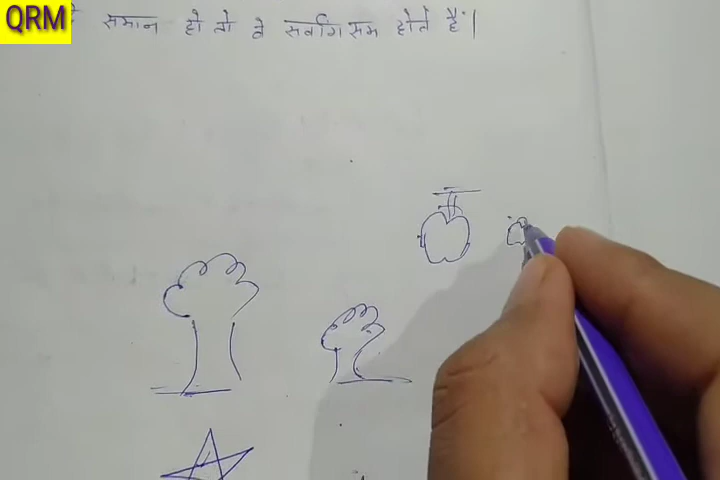 QRM
समान हो तो वे सर्वांगसम होते हैं।